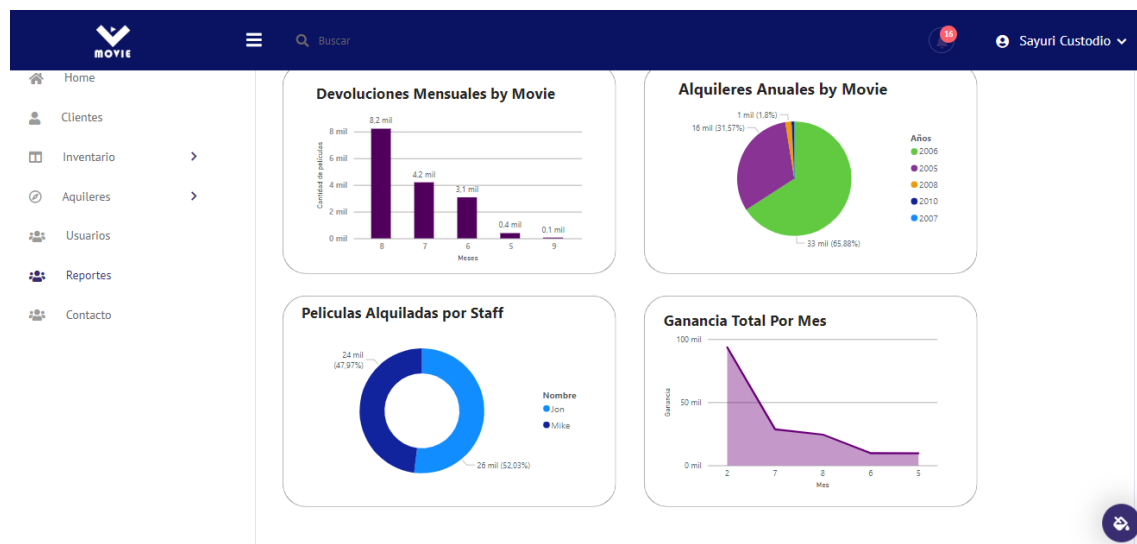 MOVIE
Buscar
16
Sayuri Custodio
Home
Clientes
Inventario
Aquileres
Usuarios
Reportes
Contacto
Devoluciones Mensuales by Movie
Cantidad de películas
8 mil
6 mil
4 mil
2 mil
0 mil
8,2 mil
4,2 mil
3,1 mil
0,4 mil
0,1 mil
8 7 6 5 9
Meses
Alquileres Anuales by Movie
1 mil (1,8%)
16 mil (31,57%)
33 mil (65,88%)
Años
2006
2005
2008
2010
2007
Peliculas Alquiladas por Staff
24 mil
(47,97%)
26 mil (52,03%)
Nombre
Jon
Mike
Ganancia Total Por Mes
Ganancia
100 mil
50 mil
0 mil
2 7 8 6 5
Mes